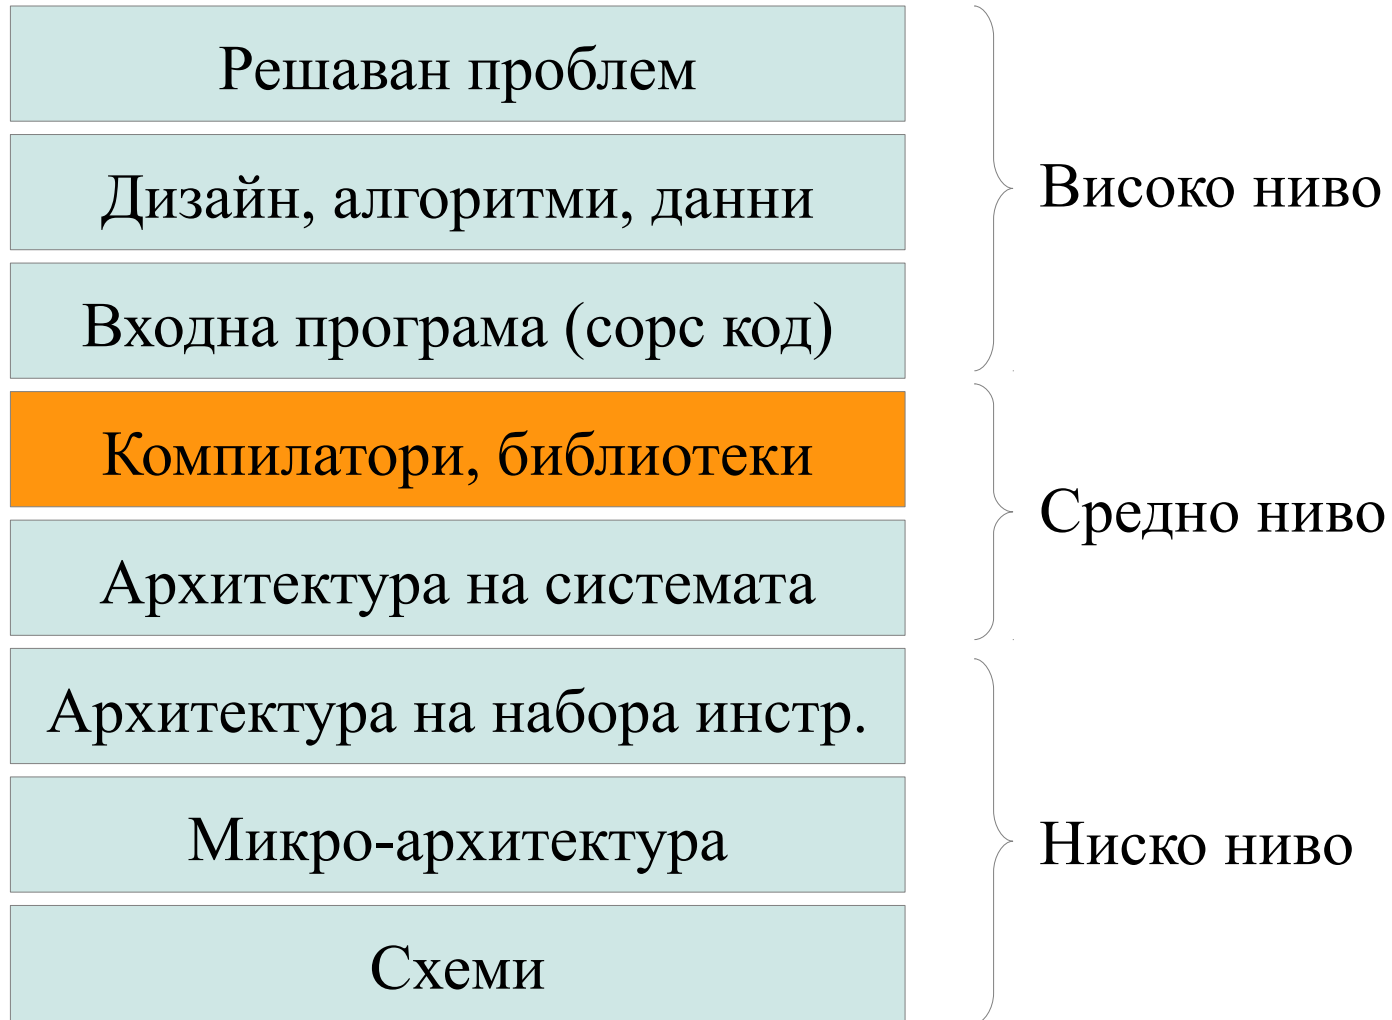 Решаван проблем
Дизайн, алгоритми, данни
Входна програма (сорс код)
Високо ниво
Компилатори, библиотеки
Архитектура на системата
Средно ниво
Архитектура на набора инстр.
Микро-архитектура
Схеми
Ниско ниво